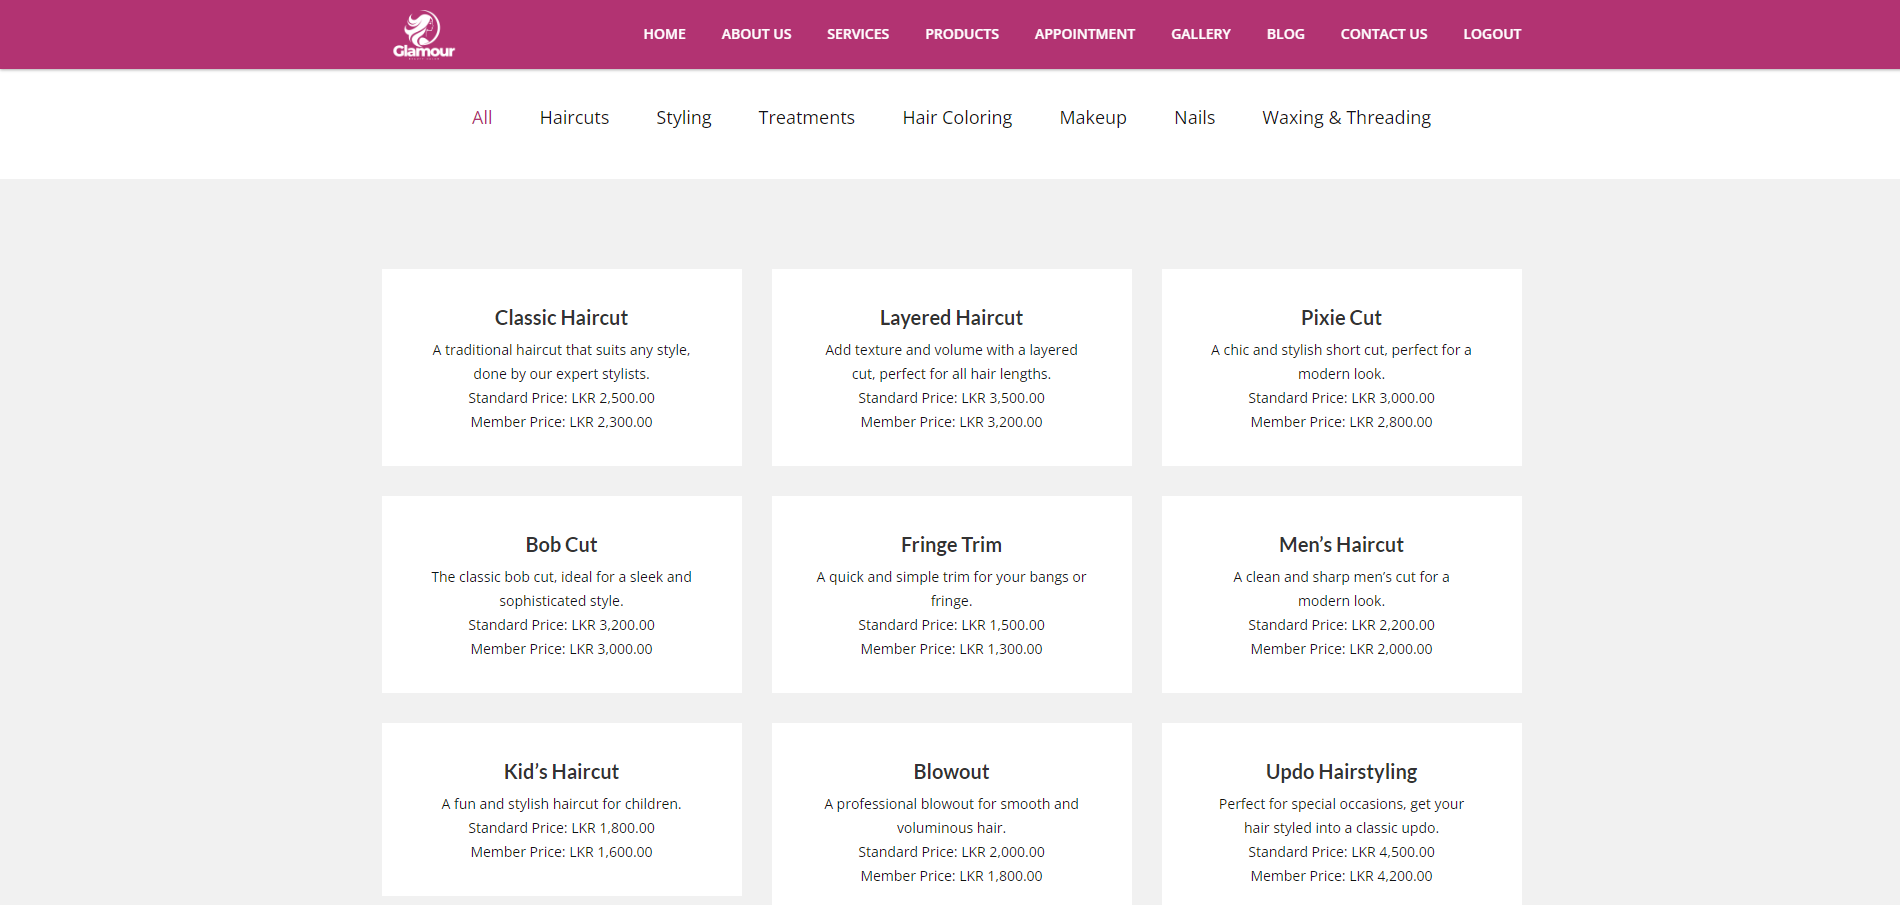 Glamour
HOME ABOUT US SERVICES PRODUCTS APPOINTMENT GALLERY BLOG CONTACT US LOGOUT
All Haircuts Styling Treatments Hair Coloring Makeup Nails Waxing & Threading
Classic Haircut
A traditional haircut that suits any style,
done by our expert stylists.
Standard Price: LKR 2,500.00
Member Price: LKR 2,300.00
Layered Haircut
Add texture and volume with a layered
cut, perfect for all hair lengths.
Standard Price: LKR 3,500.00
Member Price: LKR 3,200.00
Pixie Cut
A chic and stylish short cut, perfect for a
modern look.
Standard Price: LKR 3,000.00
Member Price: LKR 2,800.00
Bob Cut
The classic bob cut, ideal for a sleek and
sophisticated style.
Standard Price: LKR 3,200.00
Member Price: LKR 3,000.00
Fringe Trim
A quick and simple trim for your bangs or
fringe.
Standard Price: LKR 1,500.00
Member Price: LKR 1,300.00
Men’s Haircut
A clean and sharp men’s cut for a
modern look.
Standard Price: LKR 2,200.00
Member Price: LKR 2,000.00
Kid’s Haircut
A fun and stylish haircut for children.
Standard Price: LKR 1,800.00
Member Price: LKR 1,600.00
Blowout
A professional blowout for smooth and
voluminous hair.
Standard Price: LKR 2,000.00
Member Price: LKR 1,800.00
Updo Hairstyling
Perfect for special occasions, get your
hair styled into a classic updo.
Standard Price: LKR 4,500.00
Member Price: LKR 4,200.00